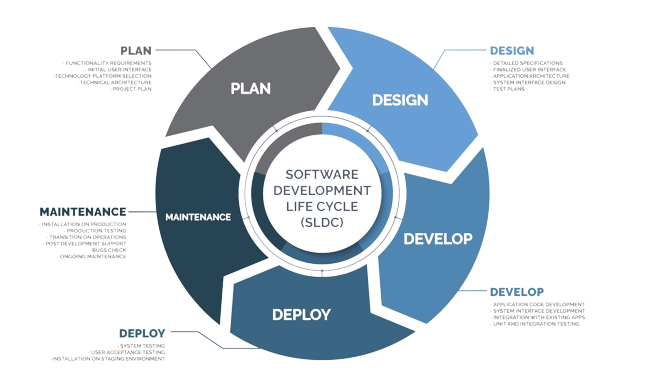 PLAN
- FUNCTIONALITY REQUIREMENTS
- INITIAL USER INTERFACE
- TECHNOLOGY PLATFORM SELECTION
- TECHNICAL ARCHITECTURE
- PROJECT PLAN
DESIGN
- DETAILED SPECIFICATIONS
- FINALIZED USER INTERFACE
- APPLICATION ARCHITECTURE
- SYSTEM INTERFACE DESIGN
- TEST PLANS
PLAN
DESIGN
SOFTWARE
DEVELOPMENT
LIFE CYCLE
(SLDC)
MAINTENANCE
- INSTALLATION ON PRODUCTION
- PRODUCTION TESTING
- TRANSITION ON OPERATIONS
POST DEVELOPMENT SUPPORT
BUGS CHECK
ONGOING MAINTENANCE
MAINTENANCE
DEVELOP
DEVELOP
- APPLICATION CODE DEVELOPMENT
- SYSTEM INTERFACE DEVELOPMENT
- INTEGRATION WITH EXISTING APPS
- UNIT AND INTEGRATION TESTING
DEPLOY
DEPLOY
- SYSTEM TESTING
- USER ACCEPTANCE TESTING
- INSTALLATION ON STAGING ENVIRONMENT